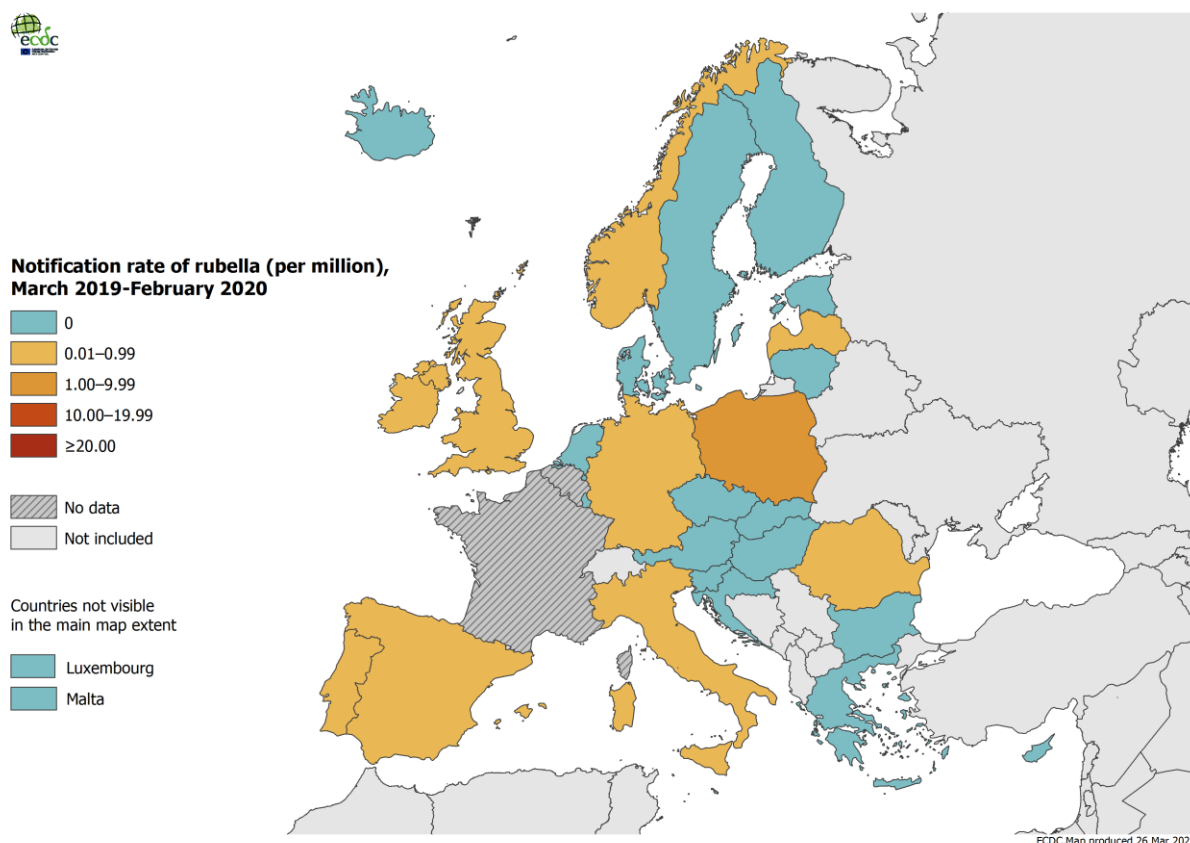 ecdc
Notification rate of rubella (per million),
March 2019-February 2020
0
0.01–0.99
1.00–9.99
10.00–19.99
≥20.00
No data
Not included
Countries not visible
in the main map extent
Luxembourg
Malta
ECDC Map produced 26 Mar 202